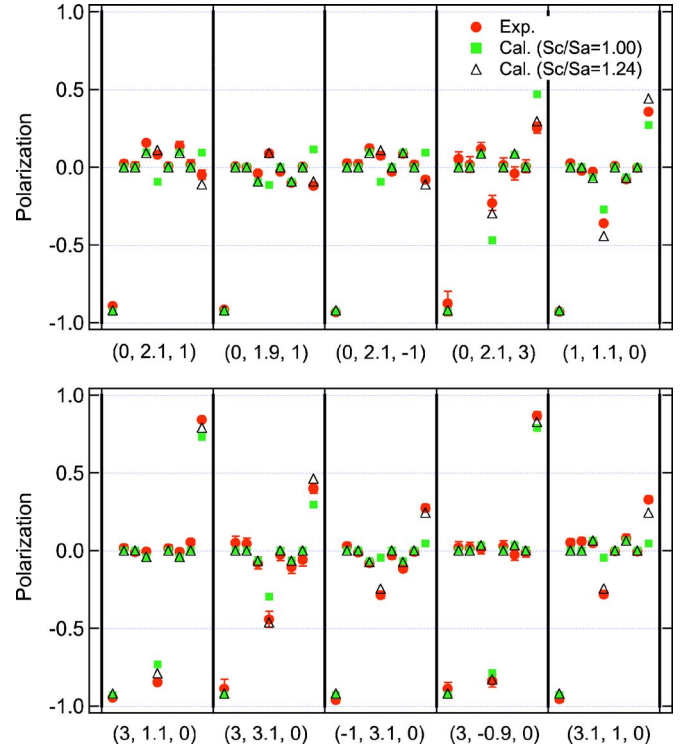 1.0
Exp.
Cal. (Sc/Sa=1.00)
Cal. (Sc/Sa=1.24)
0.5
Polarization
0.0
-0.5
-1.0
(0, 2.1, 1) (0, 1.9, 1) (0, 2.1, -1) (0, 2.1, 3) (1, 1.1, 0)
1.0
0.5
Polarization
0.0
-0.5
-1.0
(3, 1.1, 0) (3, 3.1, 0) (-1, 3.1, 0) (3, -0.9, 0) (3.1, 1, 0)